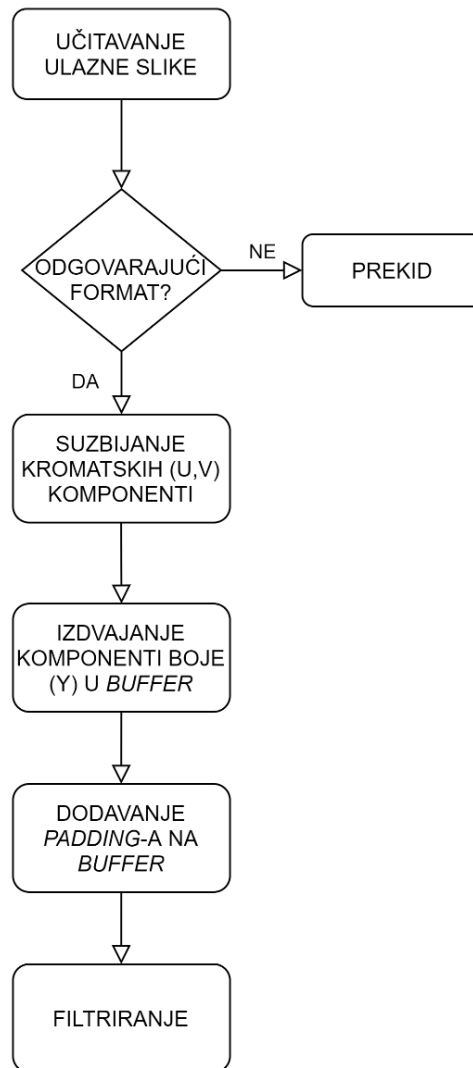 UČITAVANJE
ULAZNE SLIKE
ODGOVARAJUĆI
FORMAT?
NE
PREKID
DA
SUZBIJANJE
KROMATSKIH (U,V)
KOMPONENTI
IZDVAJANJE
KOMPONENTI BOJE
(Y) U BUFFER
DODAVANJE
PADDING-A NA
BUFFER
FILTRIRANJE